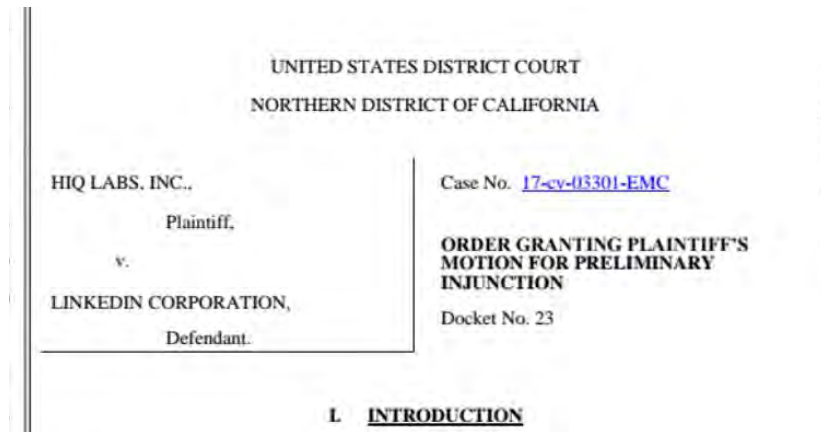 UNITED STATES DISTRICT COURT
NORTHERN DISTRICT OF CALIFORNIA
HIQ LABS, INC.,
Plaintiff,
v.
LINKEDIN CORPORATION,
Defendant.
Case No. 17-cv-03301-EMC
ORDER GRANTING PLAINTIFF'S
MOTION FOR PRELIMINARY
INJUNCTION
Docket No. 23
I. INTRODUCTION